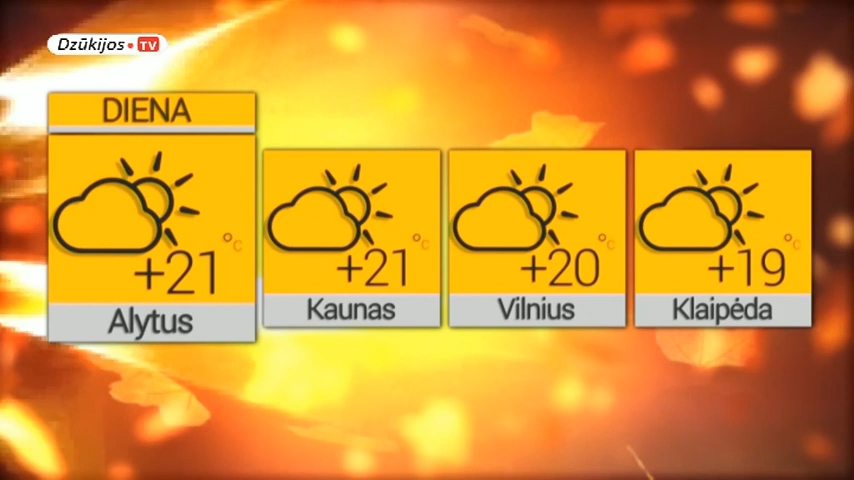 Dzūkijos TV
DIENA
+21 °C
Alytus
+21 °C
Kaunas
+20 °C
Vilnius
+19 °C
Klaipėda